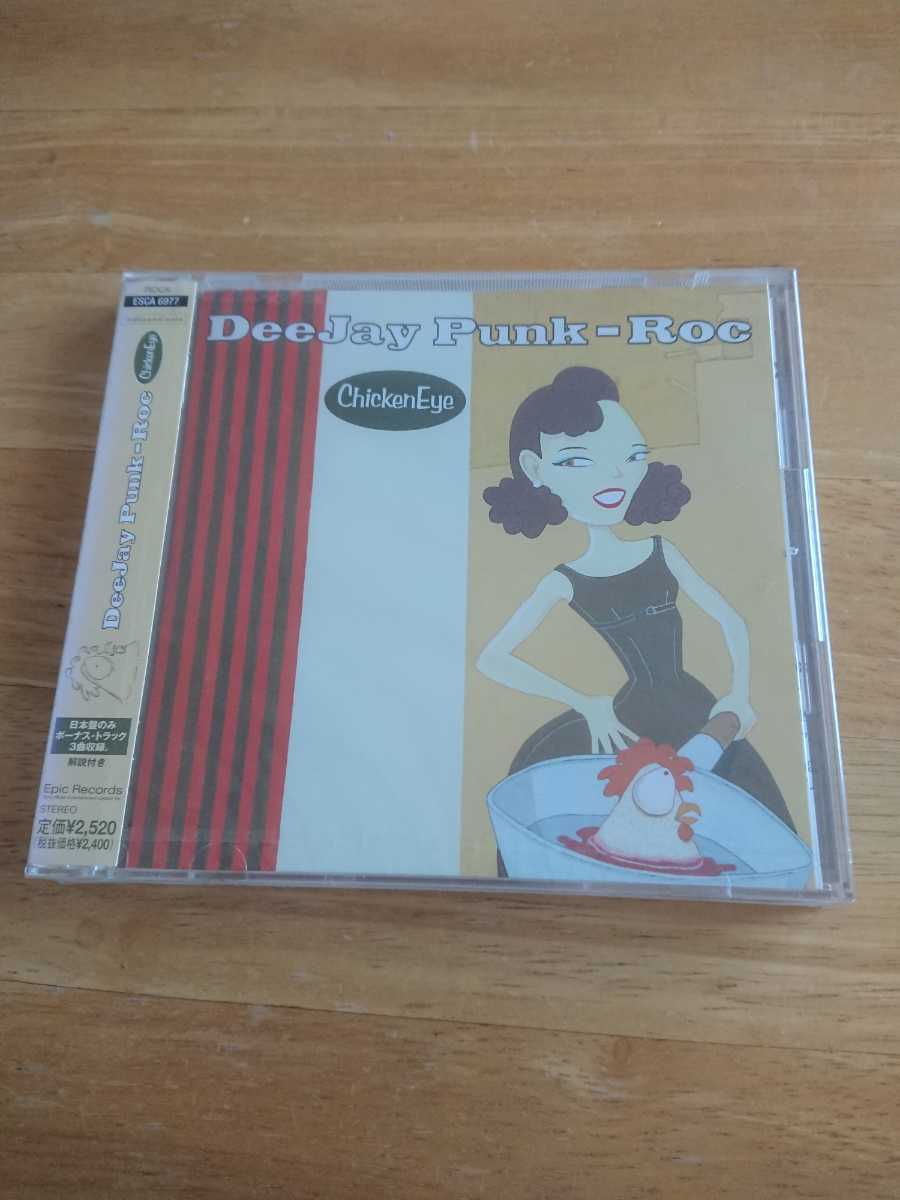 ROCK
ESCA 6977
ChickenEye
DeeJay Punk-Roc
日本盤のみ
ボーナス・トラック
3曲収録。
解説付き
Epic Records
STEREO
定価¥2,520
(税抜価格¥2,400)
DeeJay Punk-Roc
ChickenEye